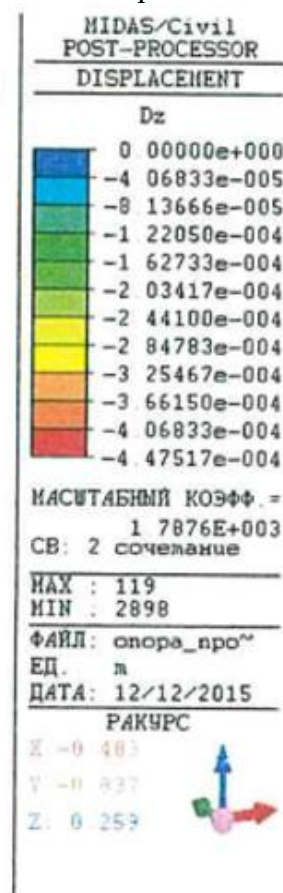 MIDAS/Civil
POST-PROCESSOR
DISPLACEMENT
Dz
0.00000e+000
-4.06833e-005
-8.13666e-005
-1.22050e-004
-1.62733e-004
-2.03417e-004
-2.44100e-004
-2.84783e-004
-3.25467e-004
-3.66150e-004
-4.06833e-004
-4.47517e-004
МАСШТАБНЫЙ КОЭФФ.=
1.7876E+003
СВ: 2 сочетание
MAX : 119
MIN : 2898
ФАЙЛ: опора_про~
ЕД. m
ДАТА: 12/12/2015
РАКУРС
X:-0.483
Y:-0.837
Z: 0.259